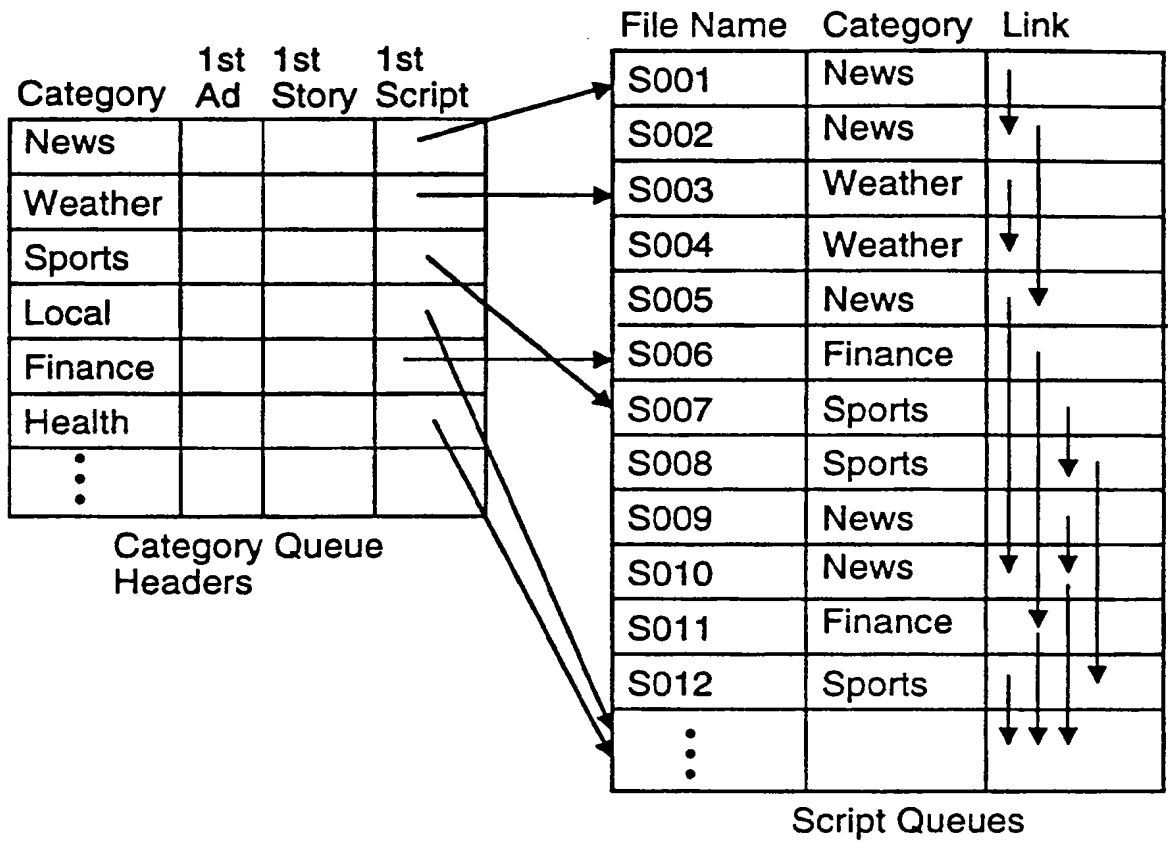 File Name Category Link
1st 1st 1st
Category Ad Story Script
News
Weather
Sports
Local
Finance
Health
Category Queue
Headers
S001 News
S002 News
S003 Weather
S004 Weather
S005 News
S006 Finance
S007 Sports
S008 Sports
S009 News
S010 News
S011 Finance
S012 Sports
Script Queues